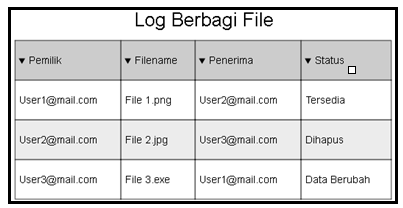 Log Berbagi File
▼ Pemilik ▼ Filename ▼ Penerima ▼ Status
User1@mail.com File 1.png User2@mail.com Tersedia
User2@mail.com File 2.jpg User3@mail.com Dihapus
User3@mail.com File 3.exe User1@mail.com Data Berubah